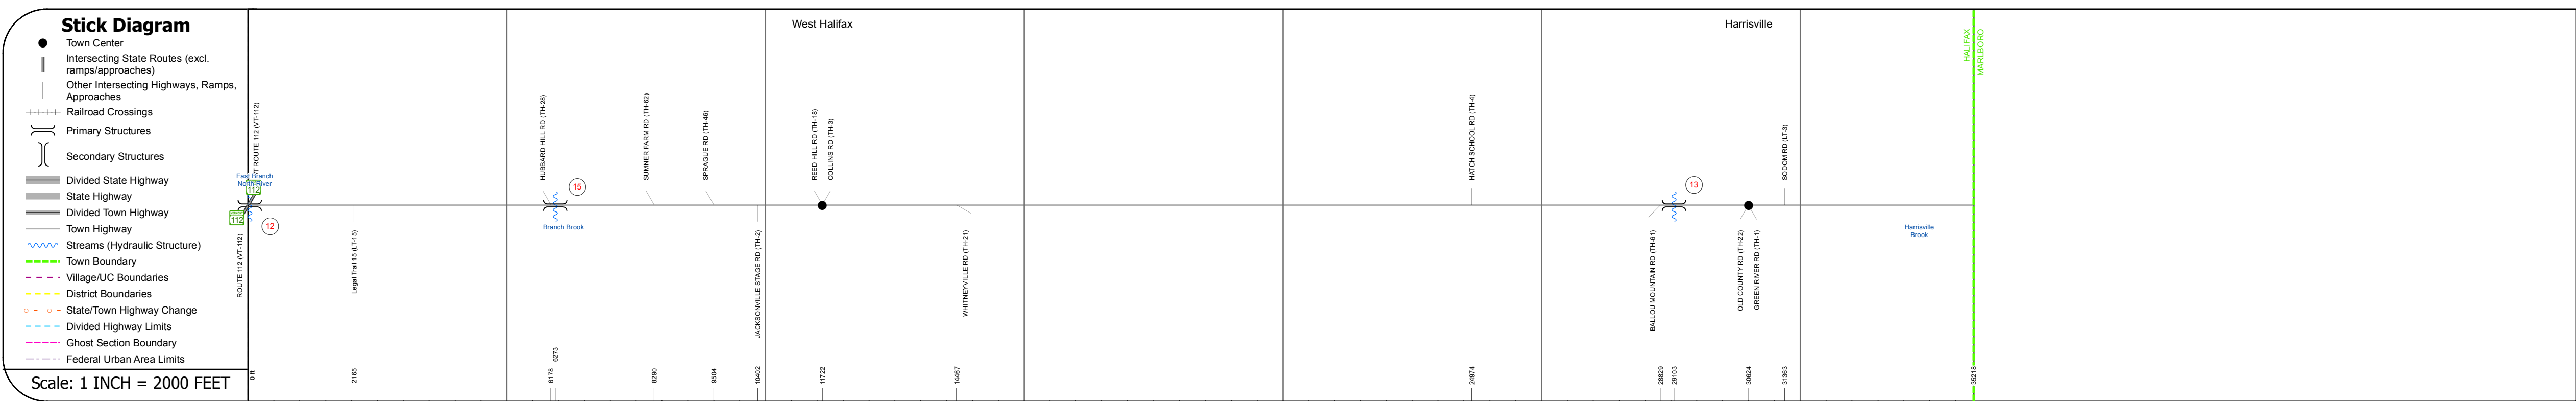 Stick Diagram
Town Center
Intersecting State Routes (excl.
ramps/approaches)
Other Intersecting Highways, Ramps,
Approaches
Railroad Crossings
Primary Structures
Secondary Structures
Divided State Highway
State Highway
Divided Town Highway
Town Highway
Streams (Hydraulic Structure)
Town Boundary
Village/UC Boundaries
District Boundaries
State/Town Highway Change
Divided Highway Limits
Ghost Section Boundary
Federal Urban Area Limits
Scale: 1 INCH = 2000 FEET
West Halifax
Harrisville
HALIFAX
MARLBORO
T ROUTE 112 (VT-112)
HUBBARD HILL RD (TH-28)
SUMNER FARM RD (TH-62)
SPRAGUE RD (TH-46)
REED HILL RD (TH-18)
COLLINS RD (TH-3)
HATCH SCHOOL RD (TH-4)
SODOM RD (LT-3)
East Branch
North River
112
112
12
15
13
Branch Brook
Harrisville
Brook
ROUTE 112 (VT-112)
Legal Trail 15 (LT-15)
JACKSONVILLE STAGE RD (TH-2)
WHITNEYVILLE RD (TH-21)
BALLOU MOUNTAIN RD (TH-61)
OLD COUNTY RD (TH-22)
GREEN RIVER RD (TH-1)
0 ft
2165
6178
6273
8290
9504
10402
11722
14467
24974
28829
29103
30624
31363
35218